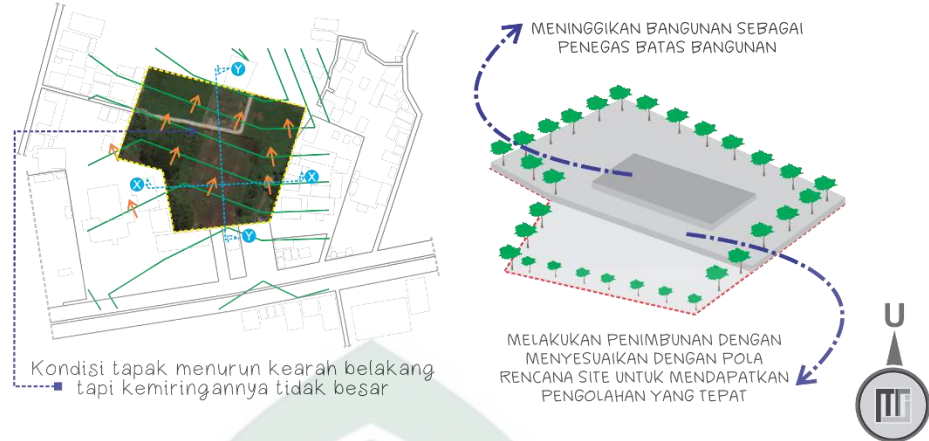 Y
X
X
Y
Kondisi tapak menurun kearah belakang
tapi kemiringannya tidak besar
MENINGGIKAN BANGUNAN SEBAGAI
PENEGAS BATAS BANGUNAN
MELAKUKAN PENIMBUNAN DENGAN
MENYESUAIKAN DENGAN POLA
RENCANA SITE UNTUK MENDAPATKAN
PENGOLAHAN YANG TEPAT
U